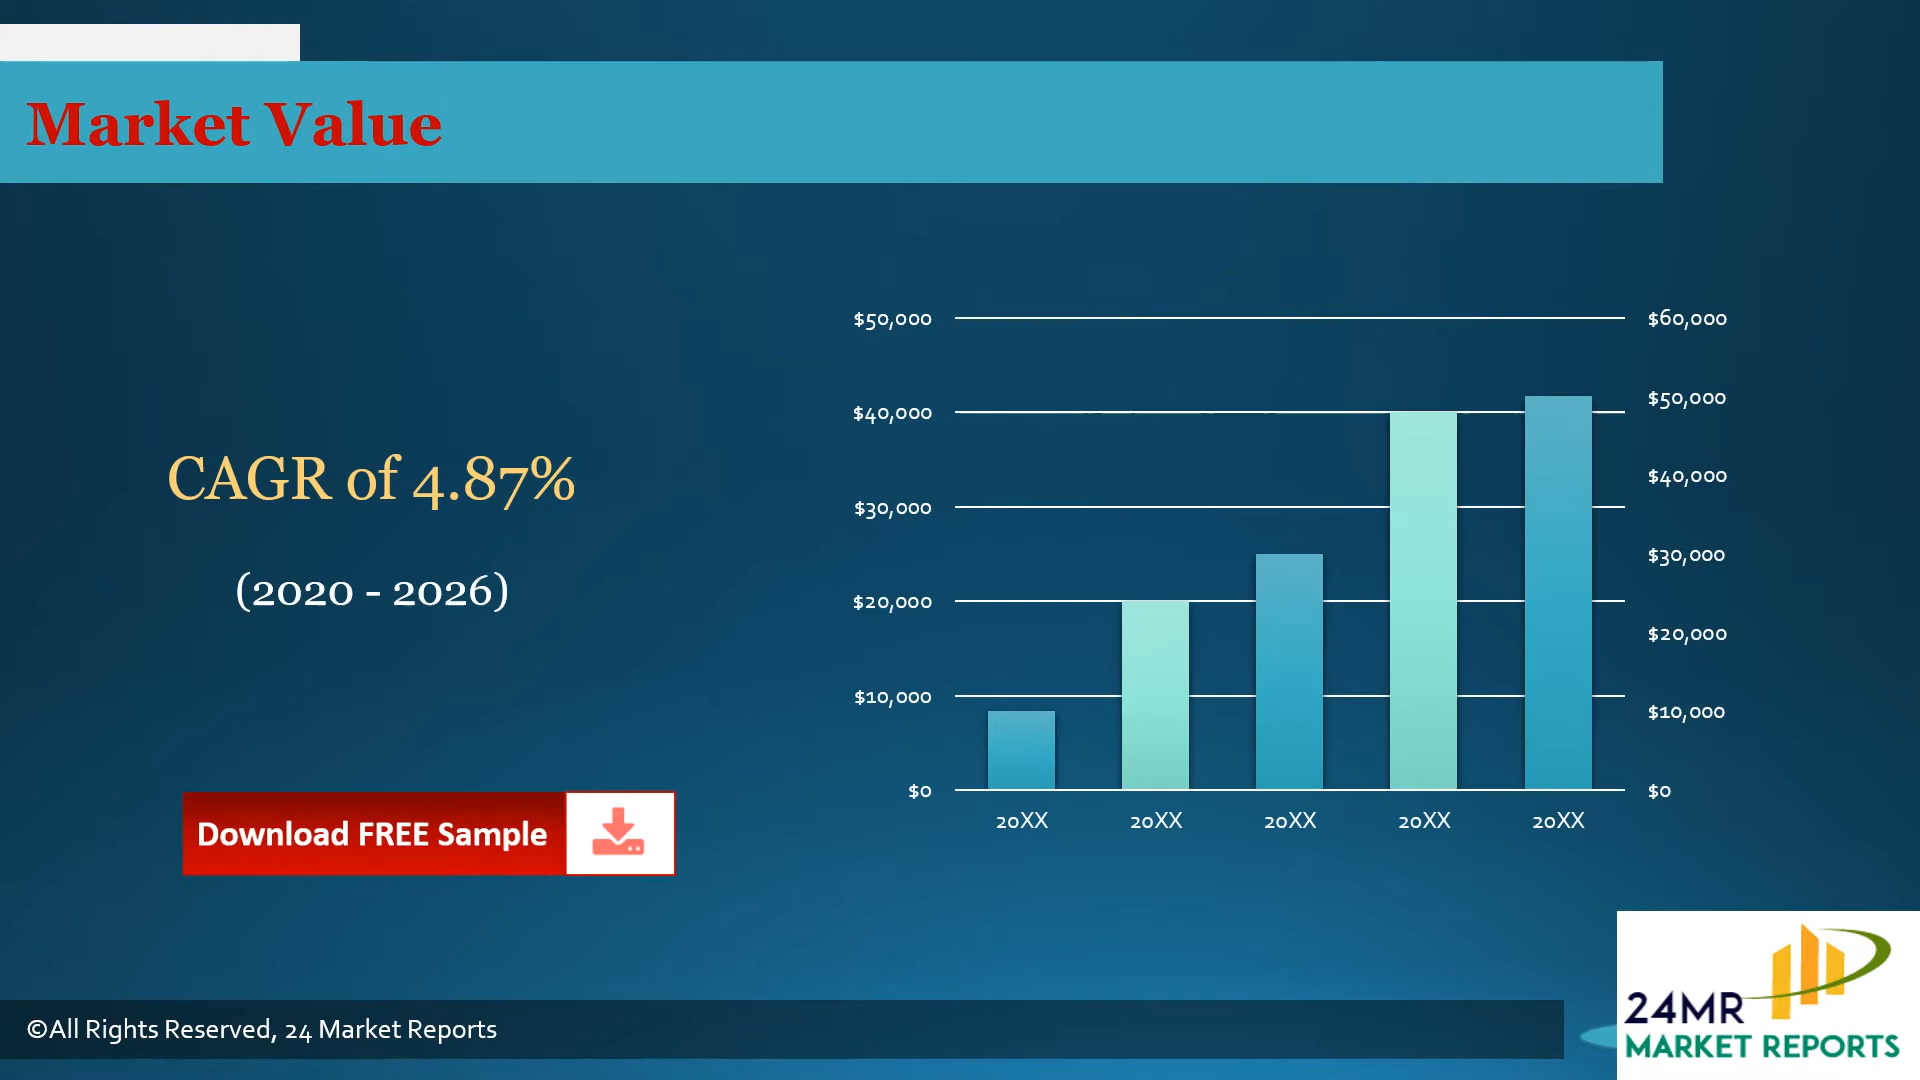 Market Value
CAGR of 4.87%
(2020 - 2026)
Download FREE Sample
$50,000
$40,000
$30,000
$20,000
$10,000
$0
$60,000
$50,000
$40,000
$30,000
$20,000
$10,000
$0
20XX 20XX 20XX 20XX 20XX
©All Rights Reserved, 24 Market Reports
24MR
MARKET REPORTS